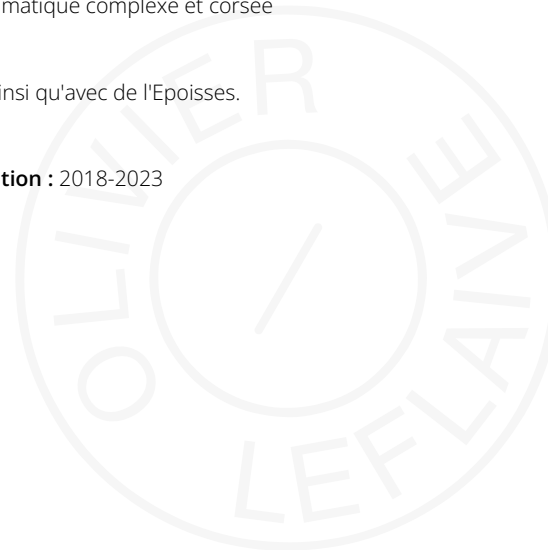 matique complexe et corsée
insi qu'avec de l'Epoisses.
tion : 2018-2023
OLIVIER
LEFLAIVE